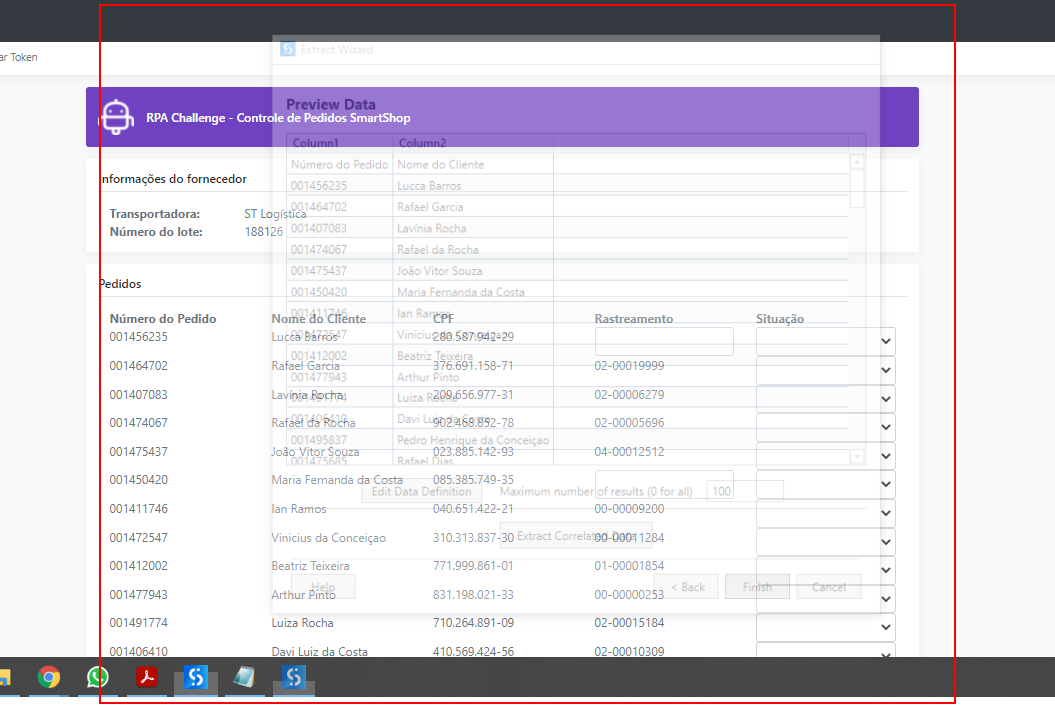 ar Token
Extract Wizard
Preview Data
RPA Challenge - Controle de Pedidos SmartShop
Column1 Column2
Número do Pedido Nome do Cliente
001456235 Lucca Barros
001464702 Rafael Garcia
001407083 Lavínia Rocha
001474067 Rafael da Rocha
001475437 João Vitor Souza
001450420 Maria Fernanda da Costa
001411746 Ian Ramos
001472547 Vinicius da Conceiçao
001412002 Beatriz Teixeira
001477943 Arthur Pinto
001491774 Luiza Rocha
001406410 Davi Luiz da Costa
001495837 Pedro Henrique da Conceiçao
001475685 Rafael Dias
Edit Data Definition Maximum number of results (0 for all) 100
Extract Correlated Data
Help < Back Finish Cancel
Informações do fornecedor
Transportadora: ST Logística
Número do lote: 188126
Pedidos
Número do Pedido Nome do Cliente CPF Rastreamento Situação
001456235 Lucca Barros 280.587.942-29
001464702 Rafael Garcia 376.691.158-71 02-00019999
001407083 Lavínia Rocha 209.656.977-31 02-00006279
001474067 Rafael da Rocha 902.468.852-78 02-00005696
001475437 João Vitor Souza 023.885.142-93 04-00012512
001450420 Maria Fernanda da Costa 085.385.749-35
001411746 Ian Ramos 040.651.422-21 00-00009200
001472547 Vinicius da Conceiçao 310.313.837-30 00-00011284
001412002 Beatriz Teixeira 771.999.861-01 01-00001854
001477943 Arthur Pinto 831.198.021-33 00-00000253
001491774 Luiza Rocha 710.264.891-09 02-00015184
001406410 Davi Luiz da Costa 410.569.424-56 02-00010309